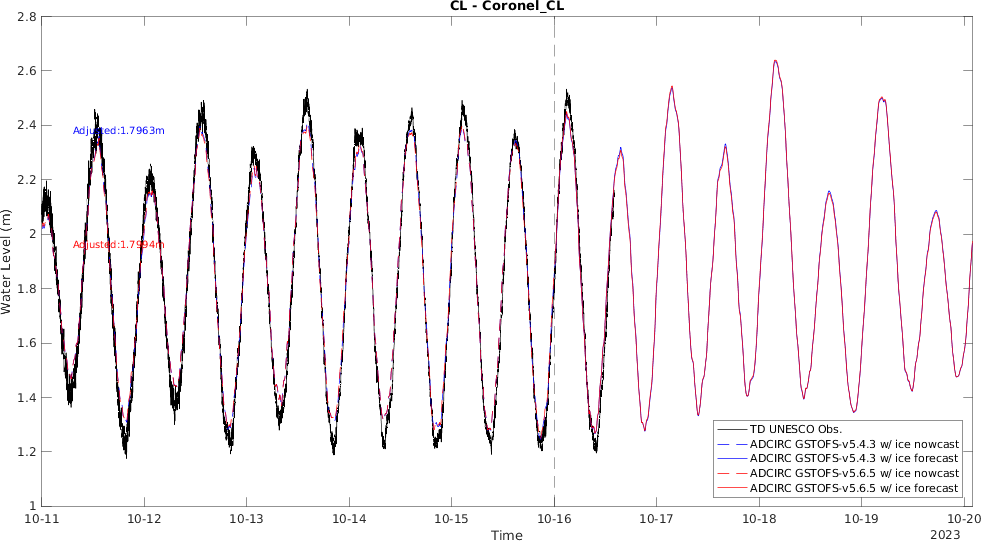 CL - Coronel_CL
2.8
2.6
2.4
2.2
2
1.8
1.6
1.4
1.2
1
Water Level (m)
Adjusted:1.7963m
Adjusted:1.7994m
TD UNESCO Obs.
ADCIRC GSTOFS-v5.4.3 w/ ice nowcast
ADCIRC GSTOFS-v5.4.3 w/ ice forecast
ADCIRC GSTOFS-v5.6.5 w/ ice nowcast
ADCIRC GSTOFS-v5.6.5 w/ ice forecast
10-11 10-12 10-13 10-14 10-15 10-16 10-17 10-18 10-19 10-20
Time
2023